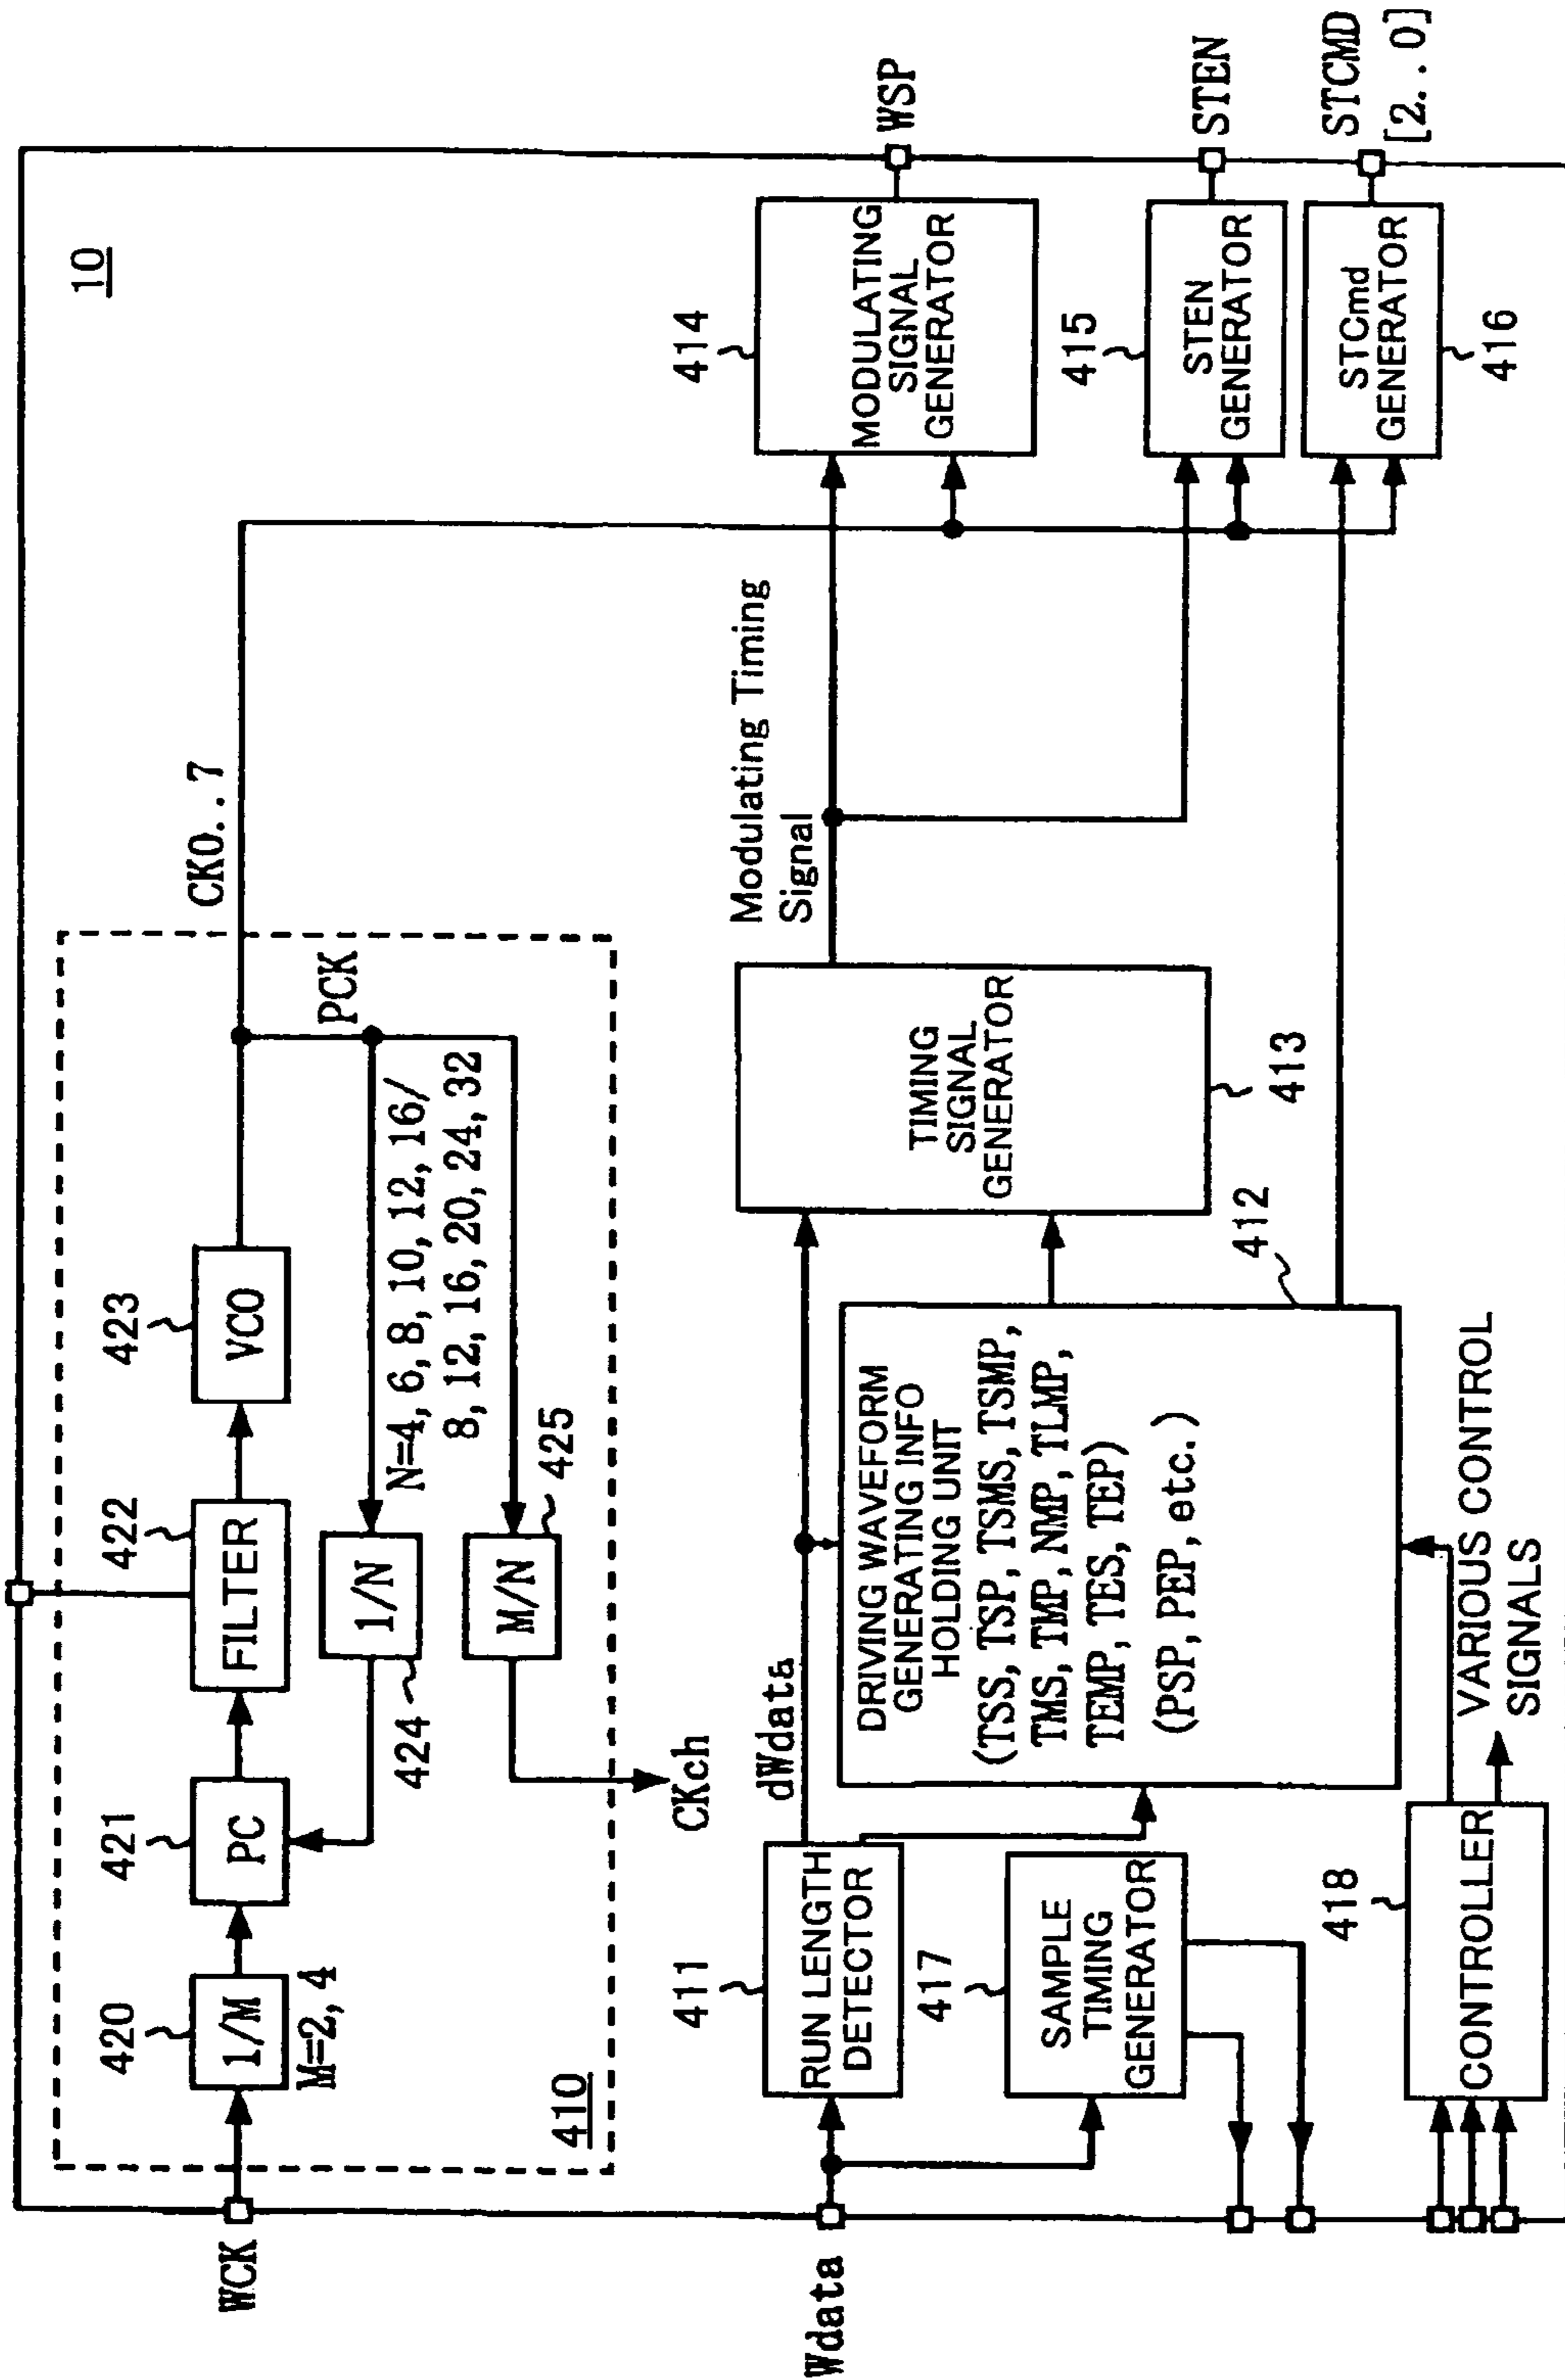 10
WCK
420
1/M
M=2, 4
421
PC
422
FILTER
423
VCO
CK0..7
PCK
424
1/N
N=4, 6, 8, 10, 12, 16/
8, 12, 16, 20, 24, 32
425
M/N
CKch
410
Wdata
411
RUN LENGTH
DETECTOR
dWdata
417
SAMPLE
TIMING
GENERATOR
412
DRIVING WAVEFORM
GENERATING INFO
HOLDING UNIT
(TSS, TSP, TSMS, TSMP,
TMS, TMP, NMP, TLMP,
TEMP, TES, TEP)
(PSP, PEP, etc.)
413
TIMING
SIGNAL
GENERATOR
Modulating Timing
Signal
414
MODULATING
SIGNAL
GENERATOR
WSP
415
STEN
GENERATOR
STEN
STCmd
GENERATOR
416
STCMD
[2..0]
418
CONTROLLER
VARIOUS CONTROL
SIGNALS